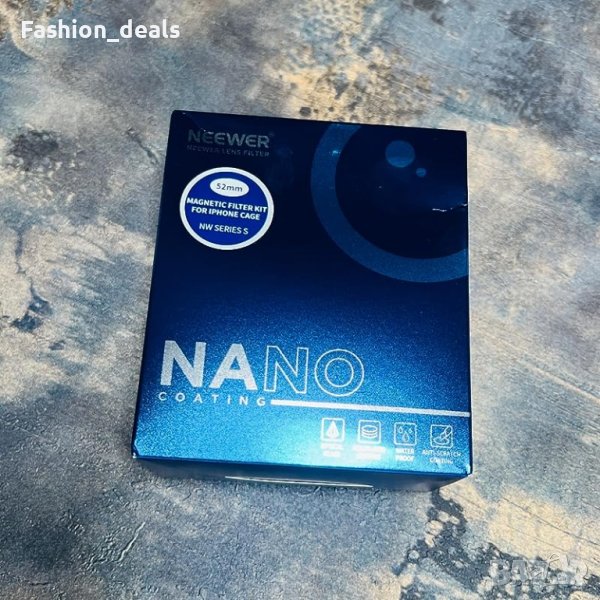 Fashion_deals
NEEWER®
NEEWER LENS FILTER
52mm
MAGNETIC FILTER KIT
FOR IPHONE CAGE
NW SERIES S
NANO
COATING
WATER
PROOF
ANTI-SCRATCH
COATING